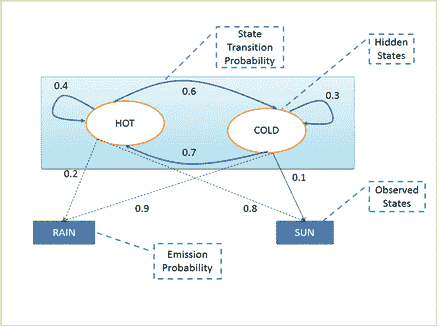 State
Transition
Probability
Hidden
States
0.4
0.6
0.3
HOT
COLD
0.7
0.2
0.1
0.9
0.8
Observed
States
RAIN
SUN
Emission
Probability